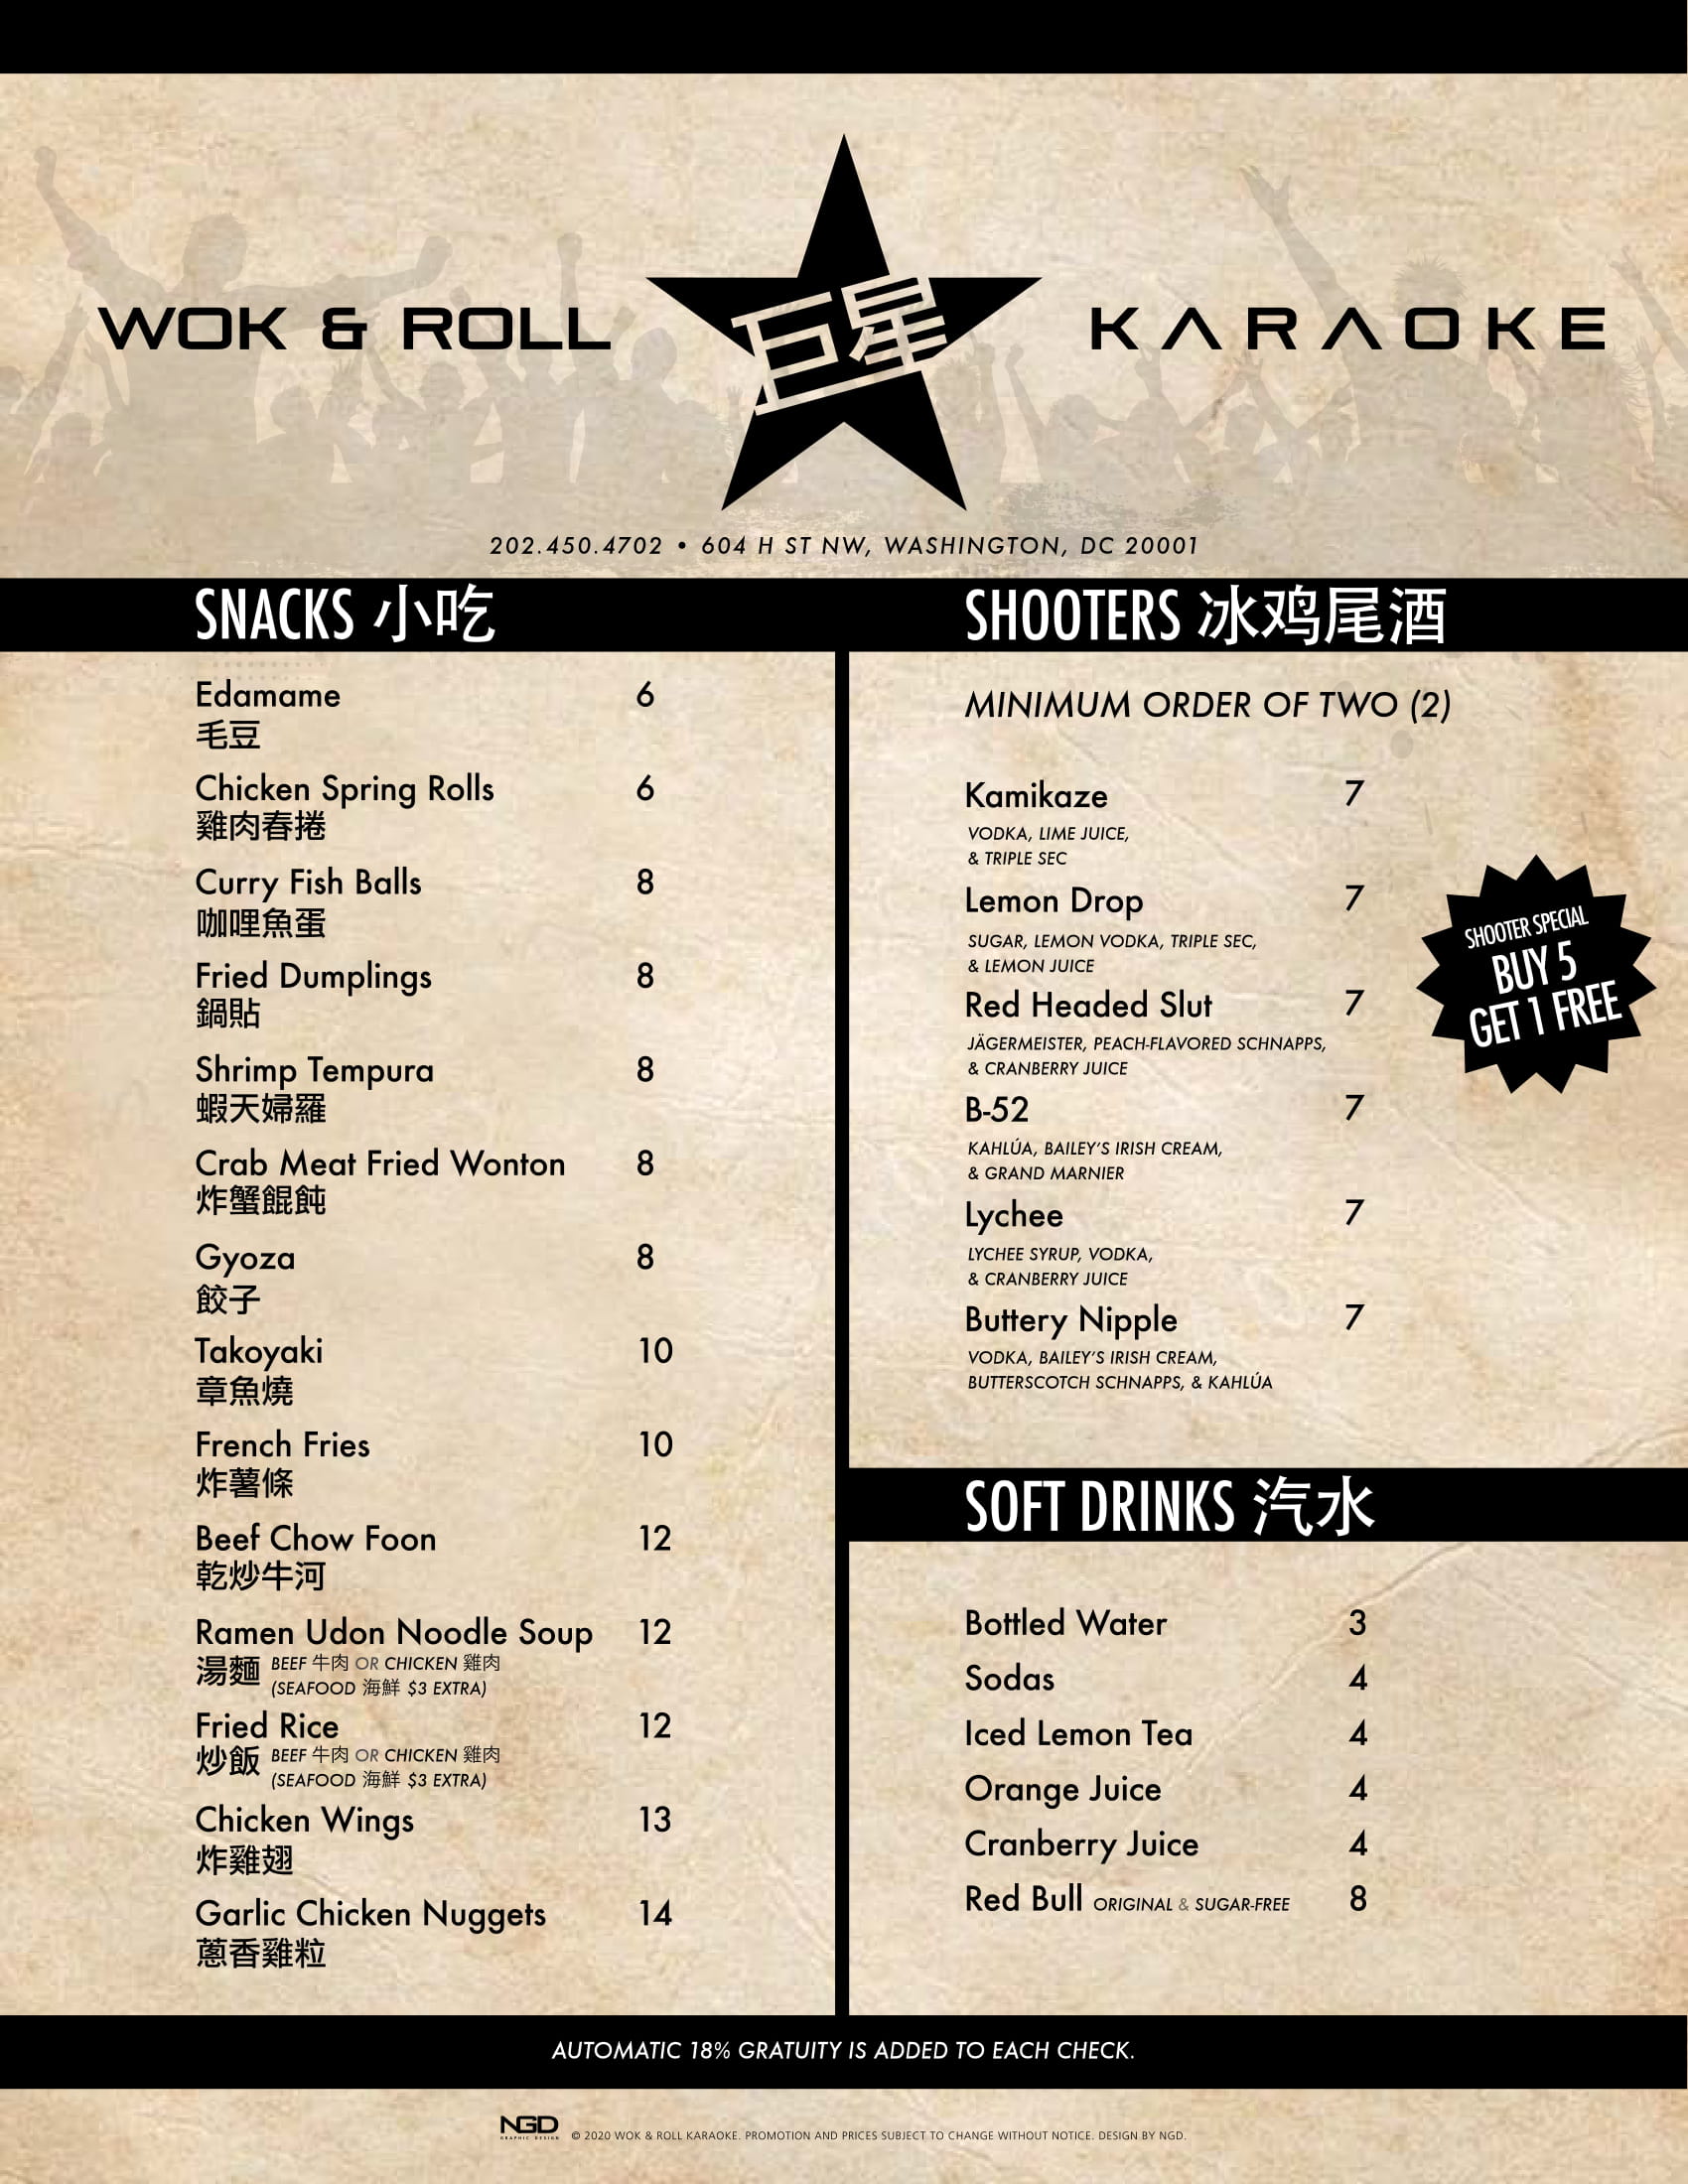 WOK & ROLL
巨星
KARAOKE
202.450.4702 • 604 H ST NW, WASHINGTON, DC 20001
SNACKS 小吃
Edamame 6
毛豆
Chicken Spring Rolls 6
雞肉春捲
Curry Fish Balls 8
咖哩魚蛋
Fried Dumplings 8
鍋貼
Shrimp Tempura 8
蝦天婦羅
Crab Meat Fried Wonton 8
炸蟹餛飩
Gyoza 8
餃子
Takoyaki 10
章魚燒
French Fries 10
炸薯條
Beef Chow Foon 12
乾炒牛河
Ramen Udon Noodle Soup 12
湯麵 BEEF 牛肉 OR CHICKEN 雞肉
(SEAFOOD 海鮮 $3 EXTRA)
Fried Rice 12
炒飯 BEEF 牛肉 OR CHICKEN 雞肉
(SEAFOOD 海鮮 $3 EXTRA)
Chicken Wings 13
炸雞翅
Garlic Chicken Nuggets 14
蔥香雞粒
SHOOTERS 冰鸡尾酒
MINIMUM ORDER OF TWO (2)
Kamikaze 7
VODKA, LIME JUICE,
& TRIPLE SEC
Lemon Drop 7
SUGAR, LEMON VODKA, TRIPLE SEC,
& LEMON JUICE
Red Headed Slut 7
JÄGERMEISTER, PEACH-FLAVORED SCHNAPPS,
& CRANBERRY JUICE
B-52 7
KAHLÚA, BAILEY'S IRISH CREAM,
& GRAND MARNIER
Lychee 7
LYCHEE SYRUP, VODKA,
& CRANBERRY JUICE
Buttery Nipple 7
VODKA, BAILEY'S IRISH CREAM,
BUTTERSCOTCH SCHNAPPS, & KAHLÚA
SHOOTER SPECIAL
BUY 5
GET 1 FREE
SOFT DRINKS 汽水
Bottled Water 3
Sodas 4
Iced Lemon Tea 4
Orange Juice 4
Cranberry Juice 4
Red Bull ORIGINAL & SUGAR-FREE 8
AUTOMATIC 18% GRATUITY IS ADDED TO EACH CHECK.
NGD
GRAPHIC DESIGN
© 2020 WOK & ROLL KARAOKE. PROMOTION AND PRICES SUBJECT TO CHANGE WITHOUT NOTICE. DESIGN BY NGD.